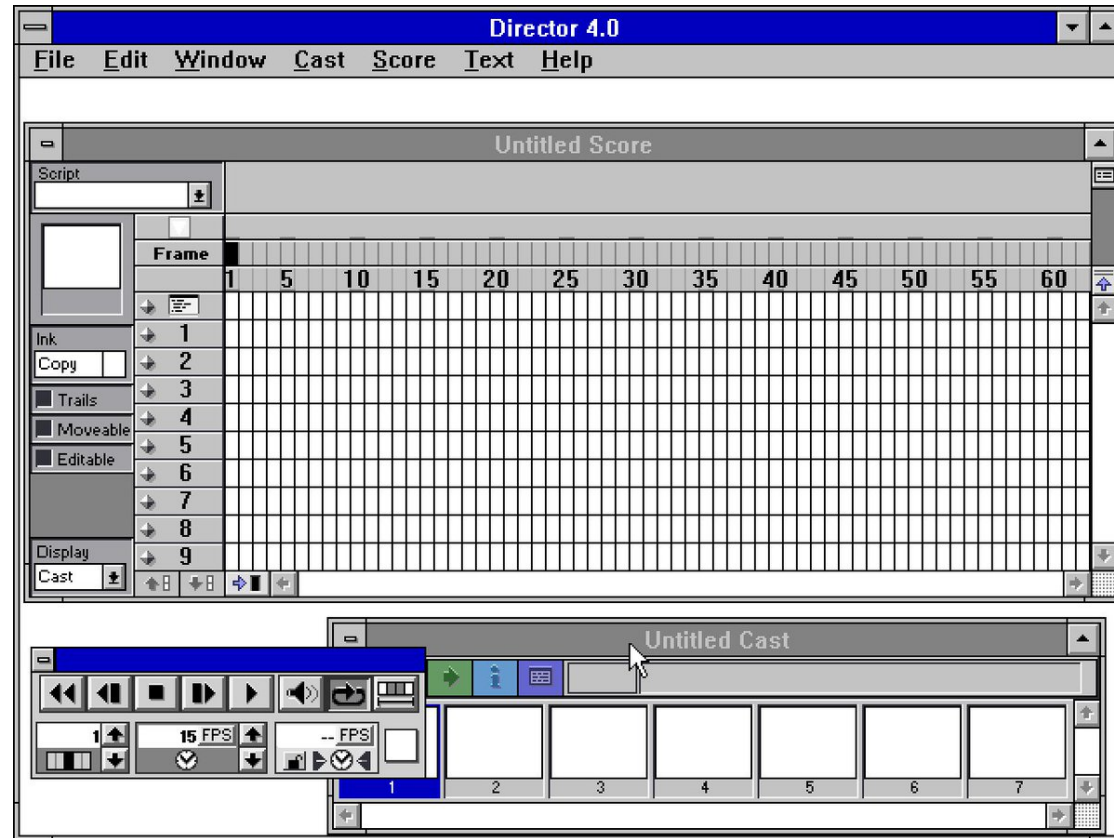 Director 4.0
File Edit Window Cast Score Text Help
Untitled Score
Script
Frame
1 5 10 15 20 25 30 35 40 45 50 55 60
Ink
Copy
Trails
Moveable
Editable
1
2
3
4
5
6
7
8
9
Display
Cast
Untitled Cast
1 15 FPS -- FPS
1 2 3 4 5 6 7